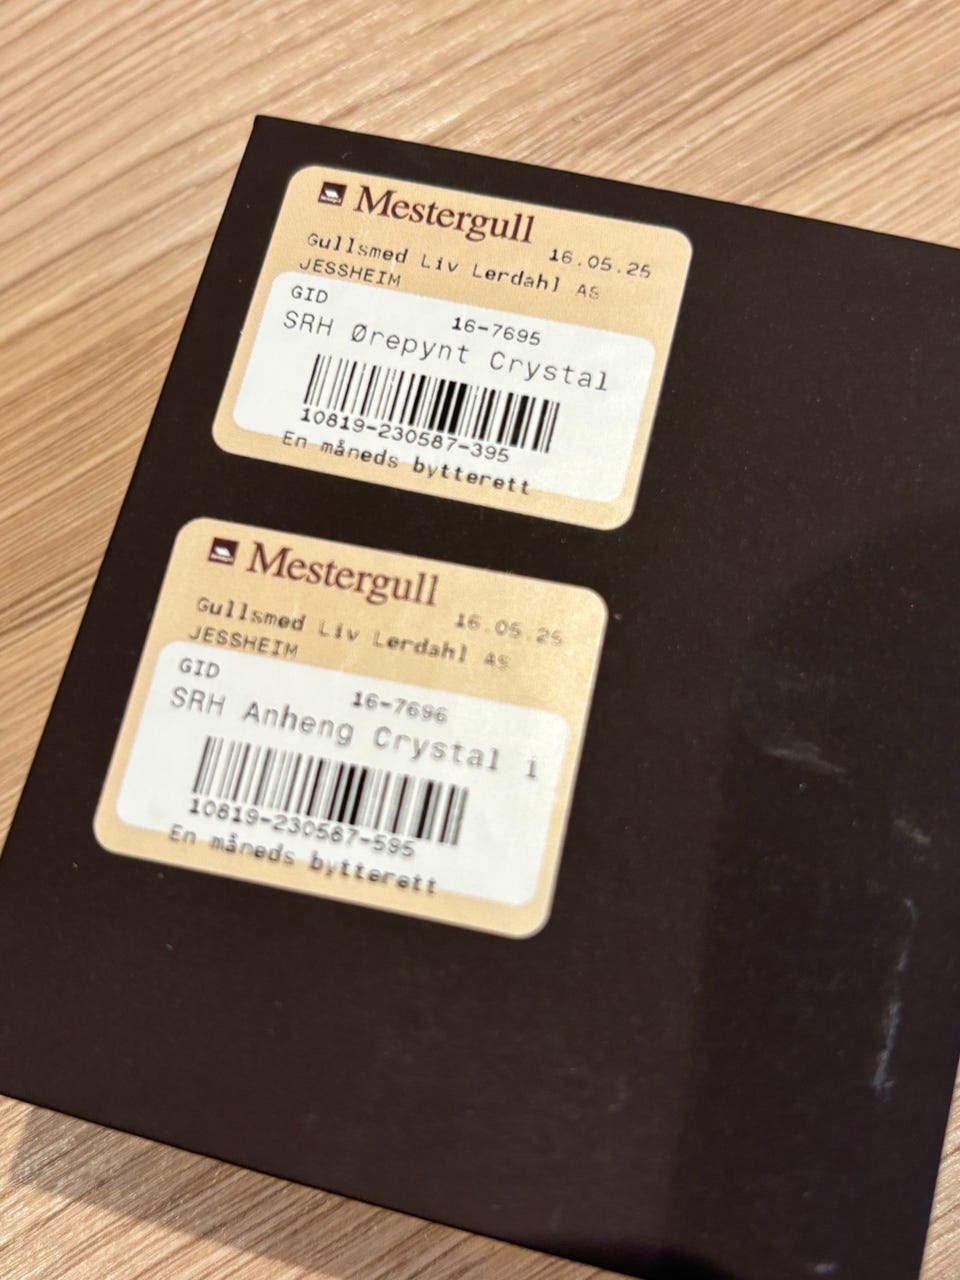 Mestergull
16.05.25
Gullsmed Liv Lerdahl AS
JESSHEIM
GID
16-7695
SRH Ørepynt Crystal
10819-230587-395
En måneds bytterett
Mestergull
16.05.25
Gullsmed Liv Lerdahl AS
JESSHEIM
GID
16-7696
SRH Anheng Crystal i
10819-230587-595
En måneds bytterett